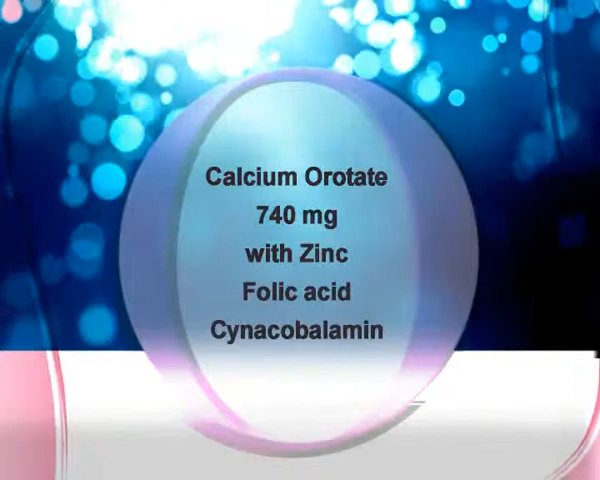 Calcium Orotate
740 mg
with Zinc
Folic acid
Cynacobalamin